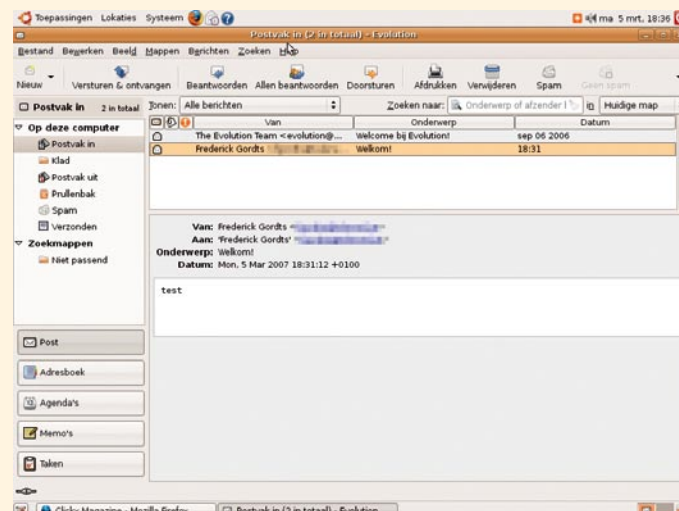 Toepassingen Lokaties Systeem ma 5 mrt, 18:36
Postvak in (2 in totaal) - Evolution
Bestand Bewerken Beeld Mappen Berichten Zoeken Hulp
Nieuw Versturen & ontvangen Beantwoorden Allen beantwoorden Doorsturen Afdrukken Verwijderen Spam Geen spam
Postvak in 2 in totaal Tonen: Alle berichten Zoeken naar: Onderwerp of afzender in Huidige map
Van Onderwerp Datum
The Evolution Team <evolution@... Welcome bij Evolution! sep 06 2006
Frederick Gordts Welkom! 18:31
Op deze computer
Postvak in
Klad
Postvak uit
Prullenbak
Spam
Verzonden
Zoekmappen
Niet passend
Van: Frederick Gordts
Aan: 'Frederick Gordts'
Onderwerp: Welkom!
Datum: Mon, 5 Mar 2007 18:31:12 +0100
test
Post
Adresboek
Agenda's
Memo's
Taken
Clickx Magazine - Mozilla Firefox Postvak in (2 in totaal) - Evolution